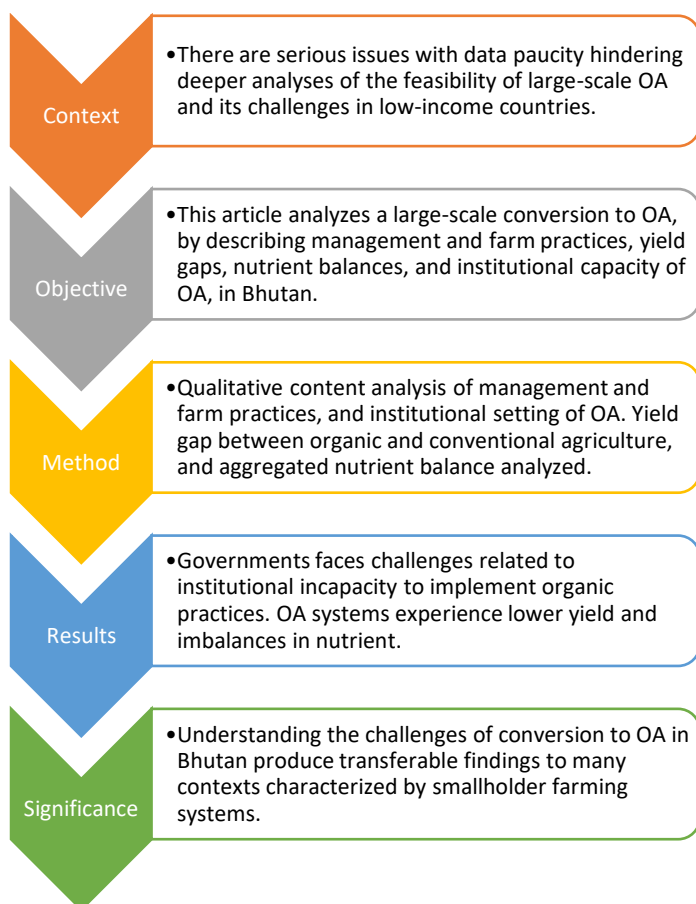 Context
•There are serious issues with data paucity hindering
deeper analyses of the feasibility of large-scale OA
and its challenges in low-income countries.
Objective
•This article analyzes a large-scale conversion to OA,
by describing management and farm practices, yield
gaps, nutrient balances, and institutional capacity of
OA, in Bhutan.
Method
•Qualitative content analysis of management and
farm practices, and institutional setting of OA. Yield
gap between organic and conventional agriculture,
and aggregated nutrient balance analyzed.
Results
•Governments faces challenges related to
institutional incapacity to implement organic
practices. OA systems experience lower yield and
imbalances in nutrient.
Significance
•Understanding the challenges of conversion to OA in
Bhutan produce transferable findings to many
contexts characterized by smallholder farming
systems.